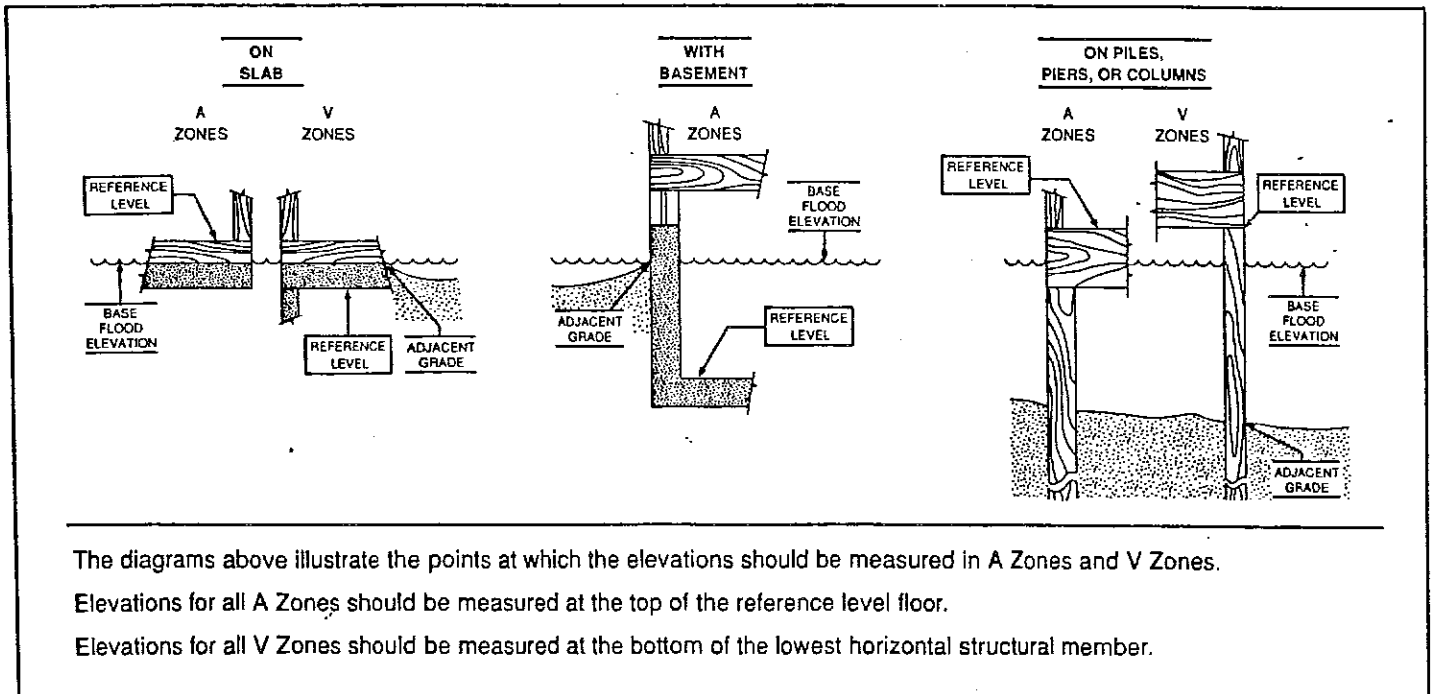 ON
SLAB
A
ZONES
V
ZONES
REFERENCE
LEVEL
BASE
FLOOD
ELEVATION
REFERENCE
LEVEL
ADJACENT
GRADE
WITH
BASEMENT
A
ZONES
BASE
FLOOD
ELEVATION
ADJACENT
GRADE
REFERENCE
LEVEL
ON PILES,
PIERS, OR COLUMNS
A
ZONES
V
ZONES
REFERENCE
LEVEL
REFERENCE
LEVEL
BASE
FLOOD
ELEVATION
ADJACENT
GRADE
The diagrams above illustrate the points at which the elevations should be measured in A Zones and V Zones.
Elevations for all A Zones should be measured at the top of the reference level floor.
Elevations for all V Zones should be measured at the bottom of the lowest horizontal structural member.